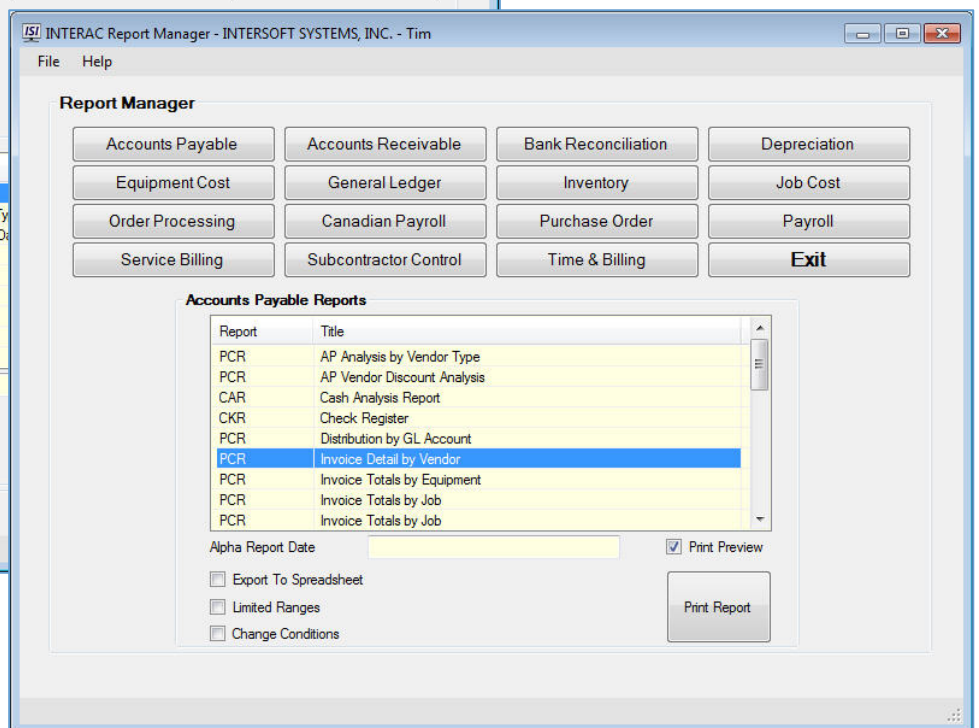 ISI INTERAC Report Manager - INTERSOFT SYSTEMS, INC. - Tim
File Help
Report Manager
Accounts Payable Accounts Receivable Bank Reconciliation Depreciation
Equipment Cost General Ledger Inventory Job Cost
Order Processing Canadian Payroll Purchase Order Payroll
Service Billing Subcontractor Control Time & Billing Exit
Accounts Payable Reports
Report Title
PCR AP Analysis by Vendor Type
PCR AP Vendor Discount Analysis
CAR Cash Analysis Report
CKR Check Register
PCR Distribution by GL Account
PCR Invoice Detail by Vendor
PCR Invoice Totals by Equipment
PCR Invoice Totals by Job
PCR Invoice Totals by Job
Alpha Report Date Print Preview
Export To Spreadsheet
Limited Ranges Print Report
Change Conditions